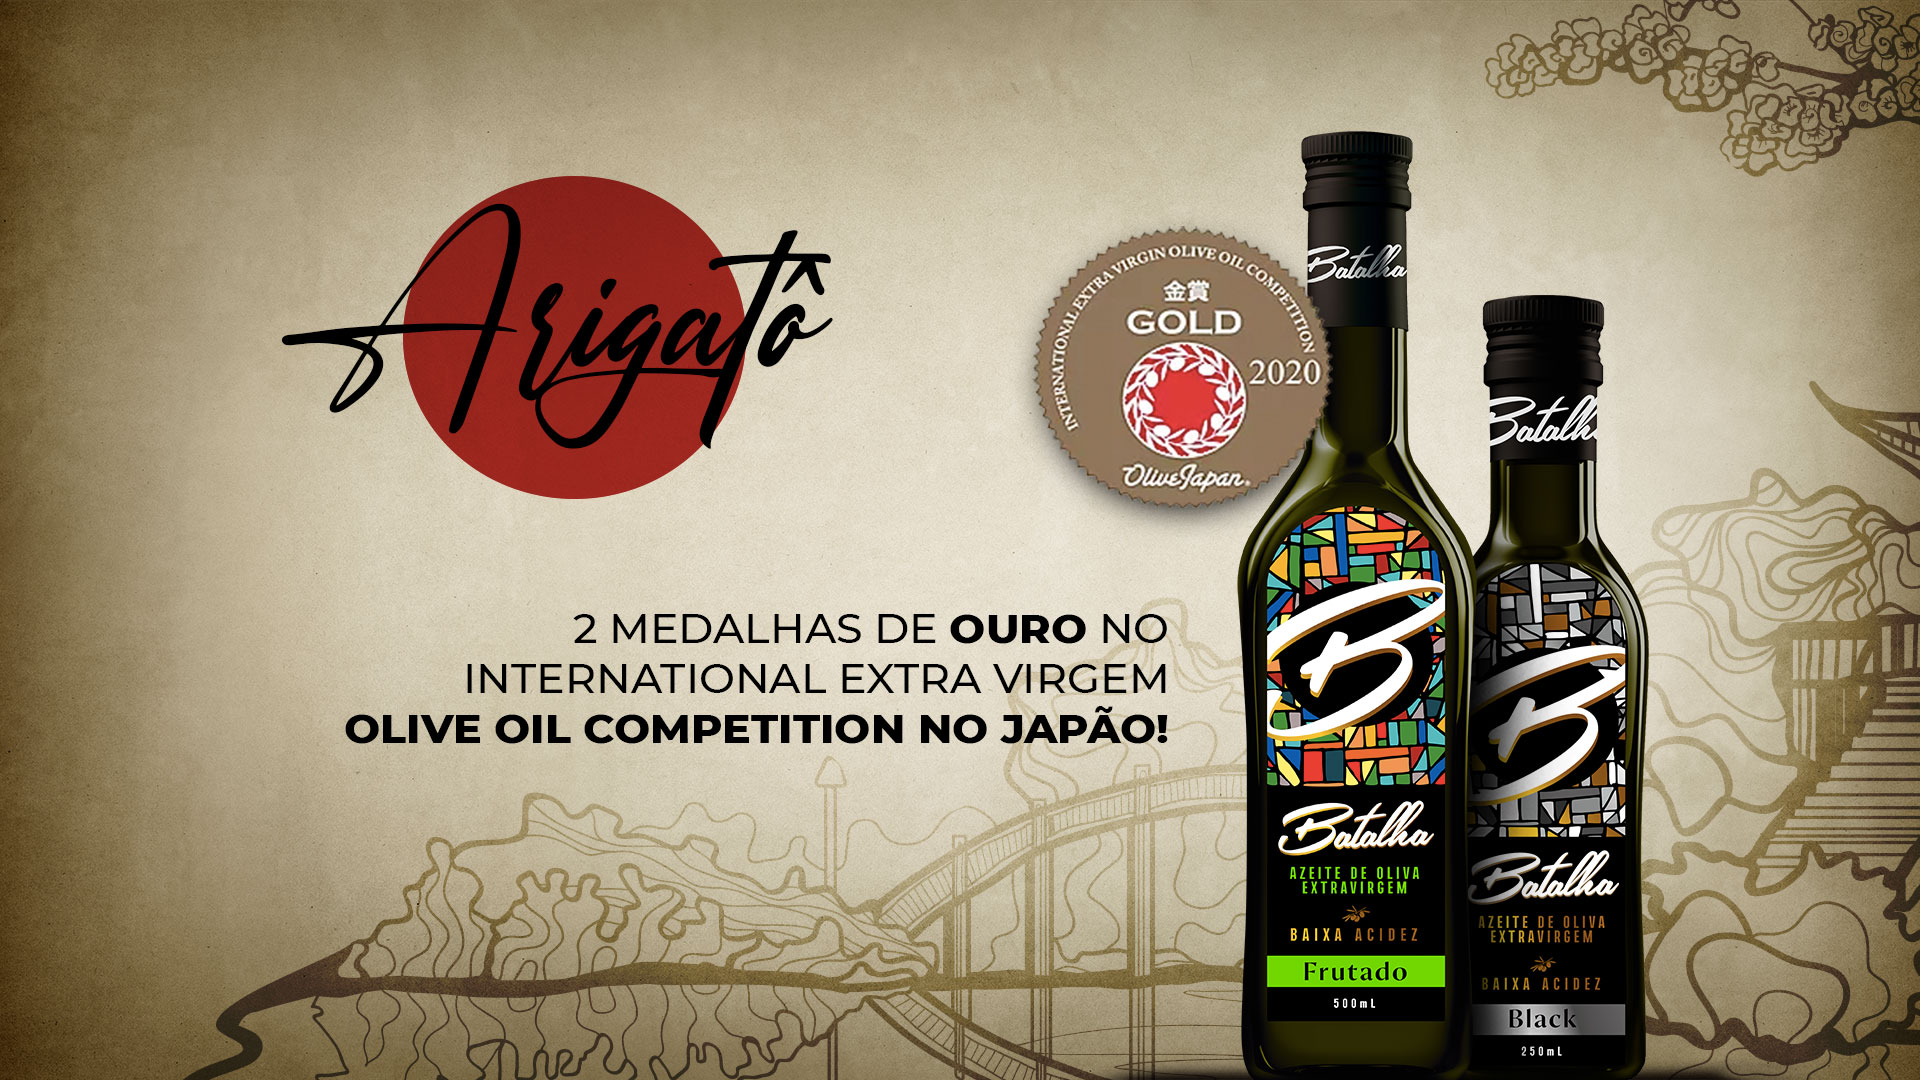 Arigatô
2 MEDALHAS DE OURO NO
INTERNATIONAL EXTRA VIRGEM
OLIVE OIL COMPETITION NO JAPÃO!
INTERNATIONAL EXTRA VIRGIN OLIVE OIL COMPETITION
金賞
GOLD
2020
OliveJapan.
Batalha
B
Batalha
AZEITE DE OLIVA
EXTRAVIRGEM
BAIXA ACIDEZ
Frutado
500mL
Batalha
B
Batalha
AZEITE DE OLIVA
EXTRAVIRGEM
BAIXA ACIDEZ
Black
250mL